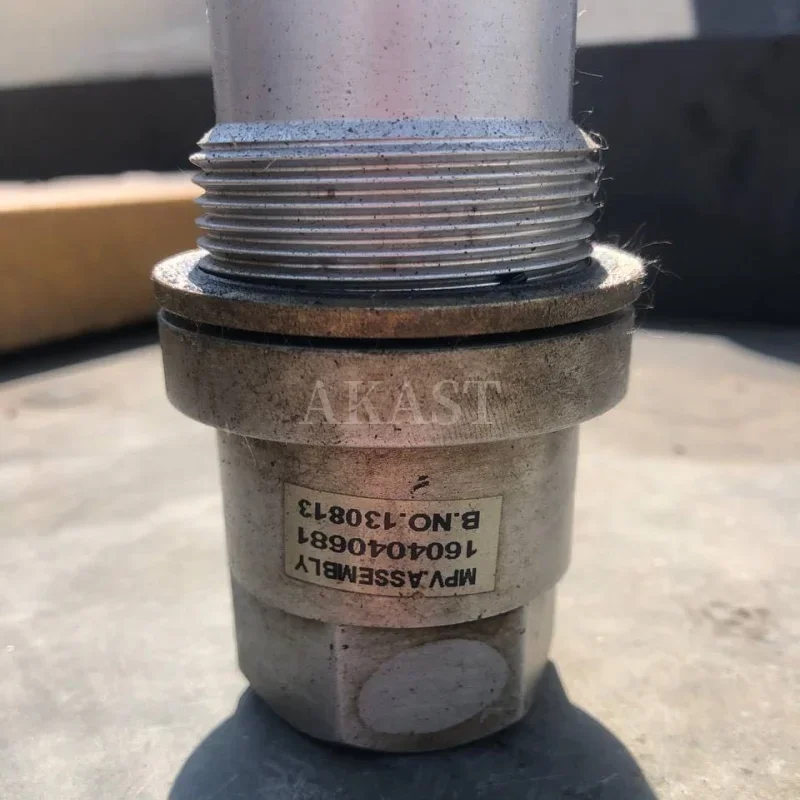 AKAST
MPV.ASSEMBLY
1604040681
B.NO.130813